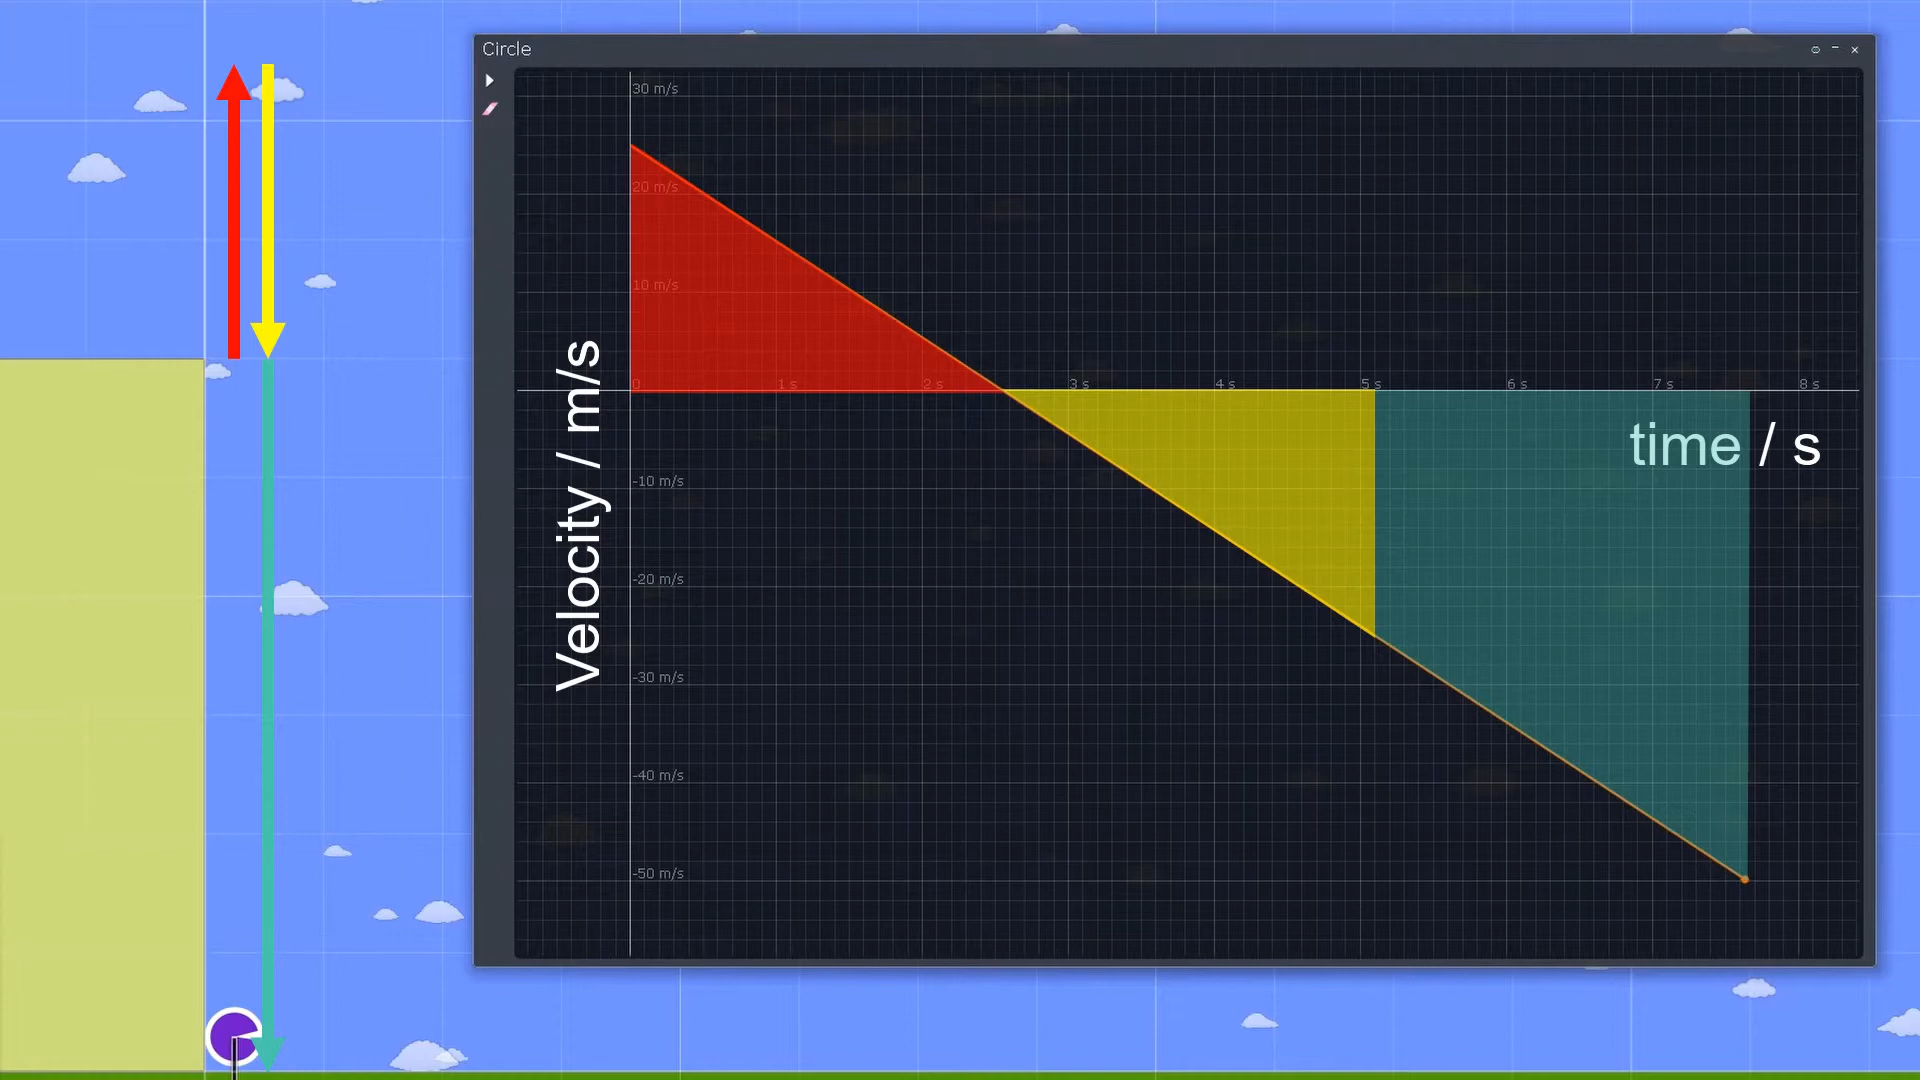 Circle
30 m/s
20 m/s
10 m/s
0
1 s
2 s
3 s
4 s
5 s
6 s
7 s
8 s
time / s
Velocity / m/s
-10 m/s
-20 m/s
-30 m/s
-40 m/s
-50 m/s